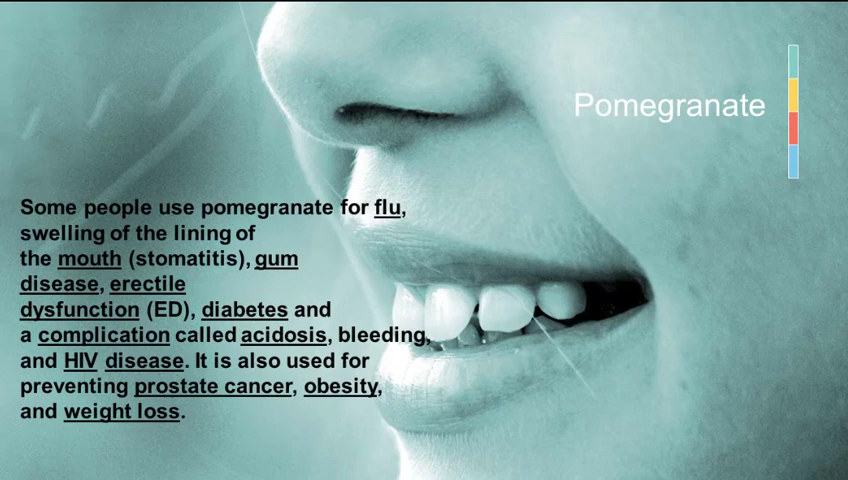 Pomegranate
Some people use pomegranate for flu,
swelling of the lining of
the mouth (stomatitis), gum
disease, erectile
dysfunction (ED), diabetes and
a complication called acidosis, bleeding,
and HIV disease. It is also used for
preventing prostate cancer, obesity,
and weight loss.